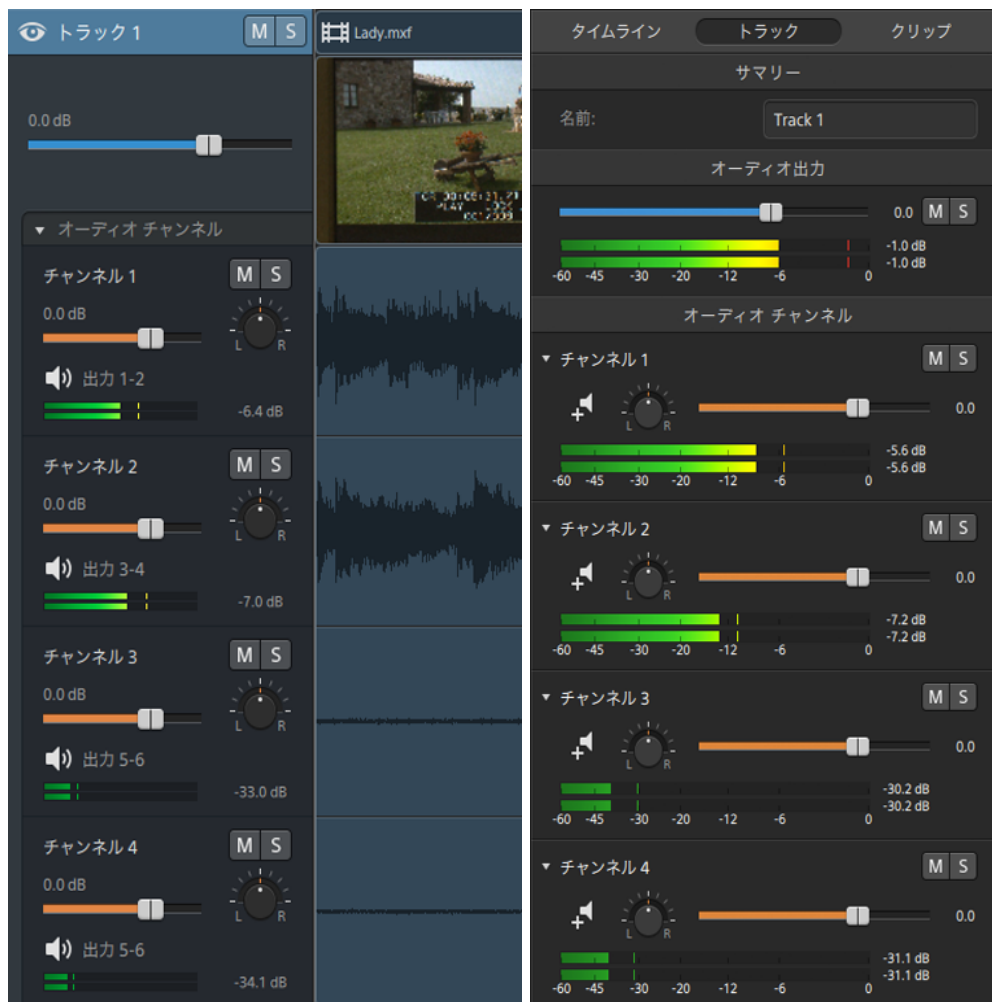 トラック 1
M S
Lady.mxf
0.0 dB
オーディオ チャンネル
チャンネル 1
M S
0.0 dB
L R
出力 1-2
-6.4 dB
チャンネル 2
M S
0.0 dB
L R
出力 3-4
-7.0 dB
チャンネル 3
M S
0.0 dB
L R
出力 5-6
-33.0 dB
チャンネル 4
M S
0.0 dB
L R
出力 5-6
-34.1 dB
タイムライン トラック クリップ
サマリー
名前: Track 1
オーディオ出力
0.0 M S
-1.0 dB
-1.0 dB
-60 -45 -30 -20 -12 -6 0
オーディオ チャンネル
チャンネル 1 M S
L R 0.0
-5.6 dB
-5.6 dB
-60 -45 -30 -20 -12 -6 0
チャンネル 2 M S
L R 0.0
-7.2 dB
-7.2 dB
-60 -45 -30 -20 -12 -6 0
チャンネル 3 M S
L R 0.0
-30.2 dB
-30.2 dB
-60 -45 -30 -20 -12 -6 0
チャンネル 4 M S
L R 0.0
-31.1 dB
-31.1 dB
-60 -45 -30 -20 -12 -6 0